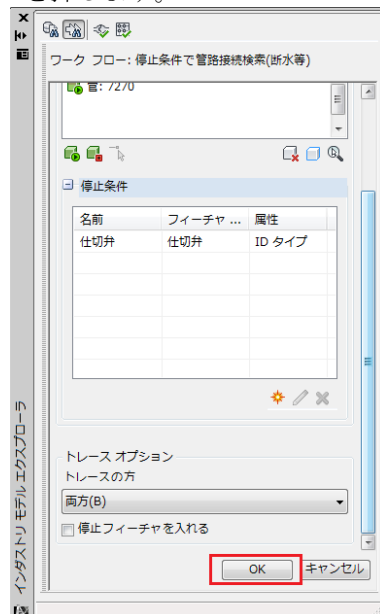 ワーク フロー: 停止条件で管路接続検索(断水等)
管: 7270
停止条件
名前 フィーチャ ... 属性
仕切弁 仕切弁 ID タイプ
トレース オプション
トレースの方
両方(B)
停止フィーチャを入れる
OK キャンセル
インダストリ モデル エクスプローラ